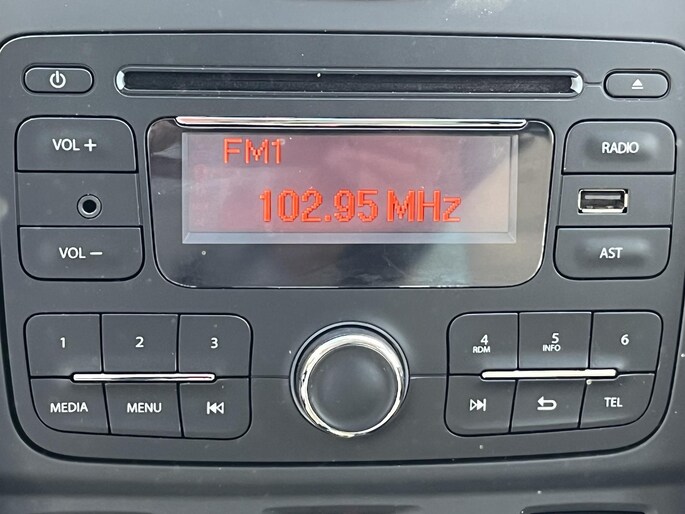 VOL +
FM1
RADIO
102.95 MHz
VOL –
AST
1
2
3
4
RDM
5
INFO
6
MEDIA
MENU
TEL